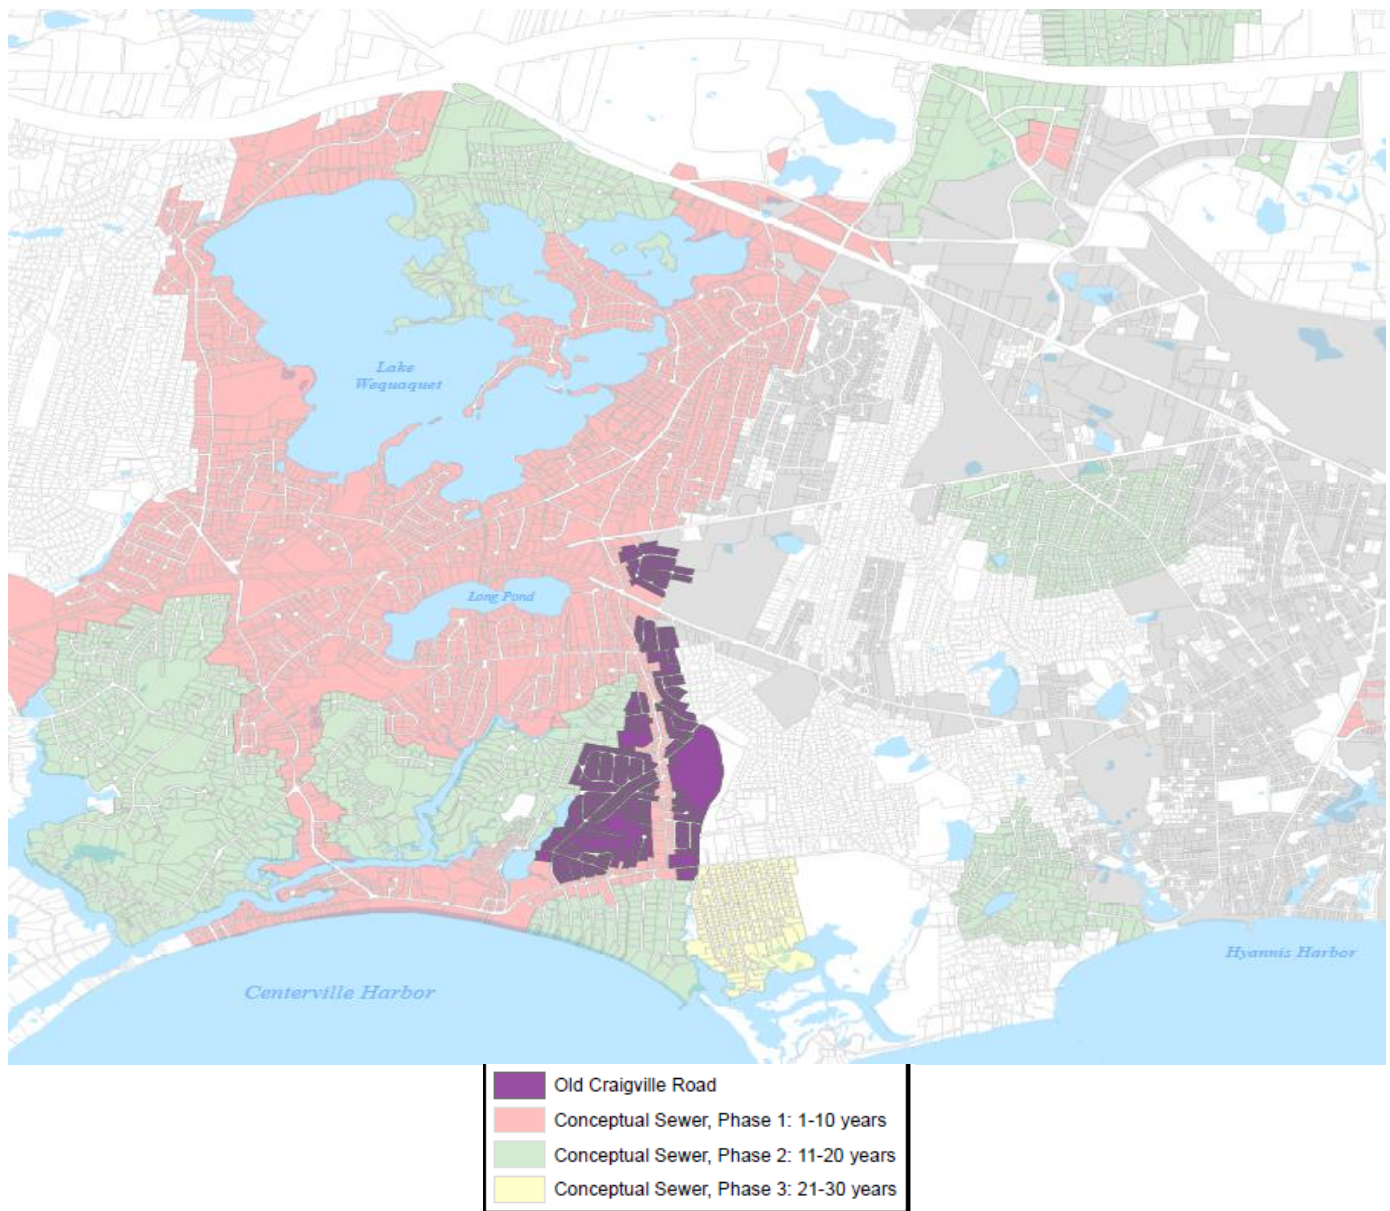 Lake
Wequaquet
Long Pond
Hyannis Harbor
Centerville Harbor
Old Craigville Road
Conceptual Sewer, Phase 1: 1-10 years
Conceptual Sewer, Phase 2: 11-20 years
Conceptual Sewer, Phase 3: 21-30 years